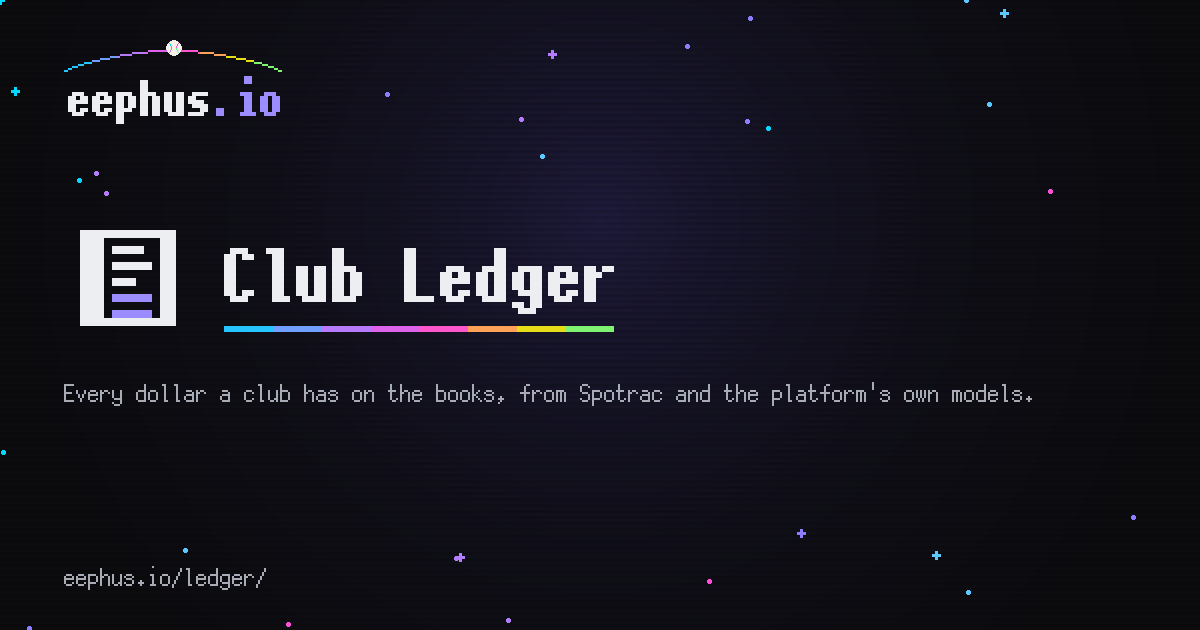 eephus.io
Club Ledger
Every dollar a club has on the books, from Spotrac and the platform's own models.
eephus.io/ledger/